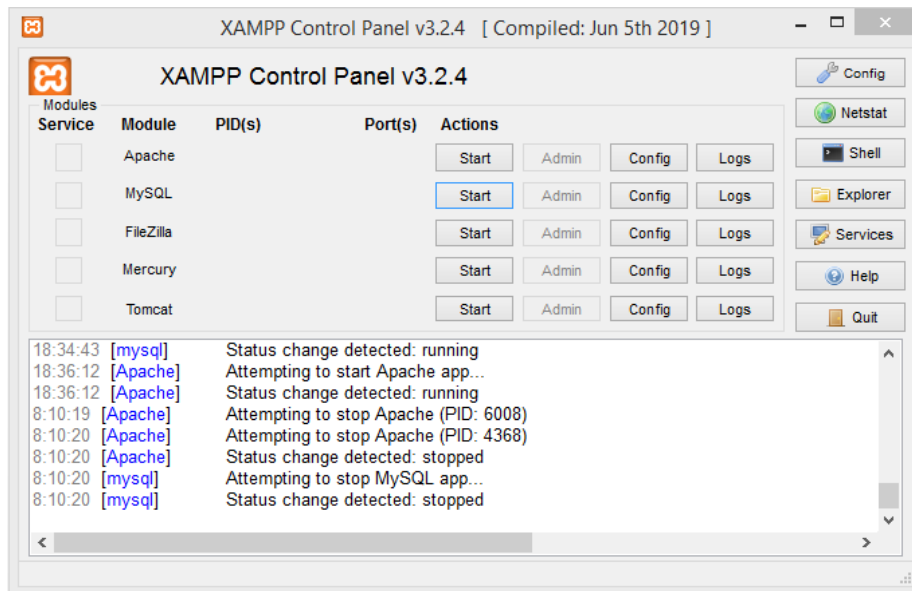 XAMPP Control Panel v3.2.4 [ Compiled: Jun 5th 2019 ]
XAMPP Control Panel v3.2.4
Config
Modules
Service Module PID(s) Port(s) Actions
Netstat
Apache Start Admin Config Logs
Shell
MySQL Start Admin Config Logs
Explorer
FileZilla Start Admin Config Logs
Services
Mercury Start Admin Config Logs
Help
Tomcat Start Admin Config Logs
Quit
18:34:43 [mysql] Status change detected: running
18:36:12 [Apache] Attempting to start Apache app...
18:36:12 [Apache] Status change detected: running
8:10:19 [Apache] Attempting to stop Apache (PID: 6008)
8:10:20 [Apache] Attempting to stop Apache (PID: 4368)
8:10:20 [Apache] Status change detected: stopped
8:10:20 [mysql] Attempting to stop MySQL app...
8:10:20 [mysql] Status change detected: stopped